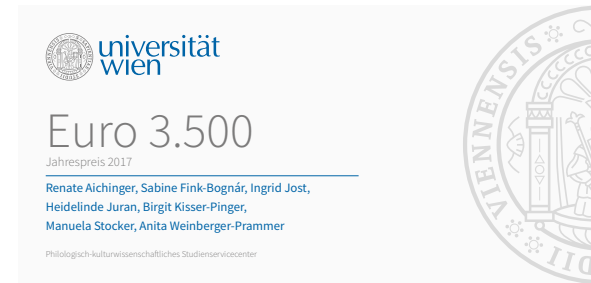 universität
wien
Euro 3.500
Jahrespreis 2017
Renate Aichinger, Sabine Fink-Bognár, Ingrid Jost,
Heidelinde Juran, Birgit Kisser-Pinger,
Manuela Stocker, Anita Weinberger-Prammer
Philologisch-kulturwissenschaftliches Studienservicecenter
VIENNENSIS